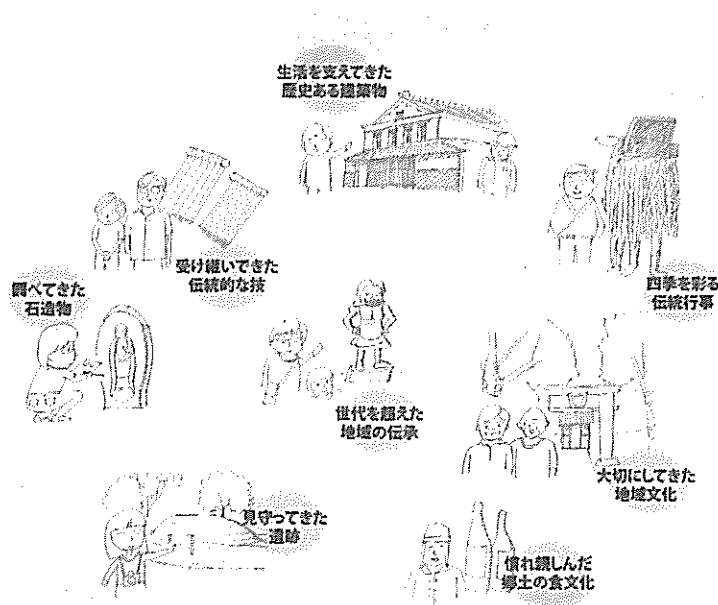 生活を支えてきた
歴史ある建築物
受け継いできた
伝統的な技
四季を彩る
伝統行事
調べてきた
石造物
世代を超えた
地域の伝承
大切にしてきた
地域文化
見守ってきた
遺跡
慣れ親しんだ
郷土の食文化